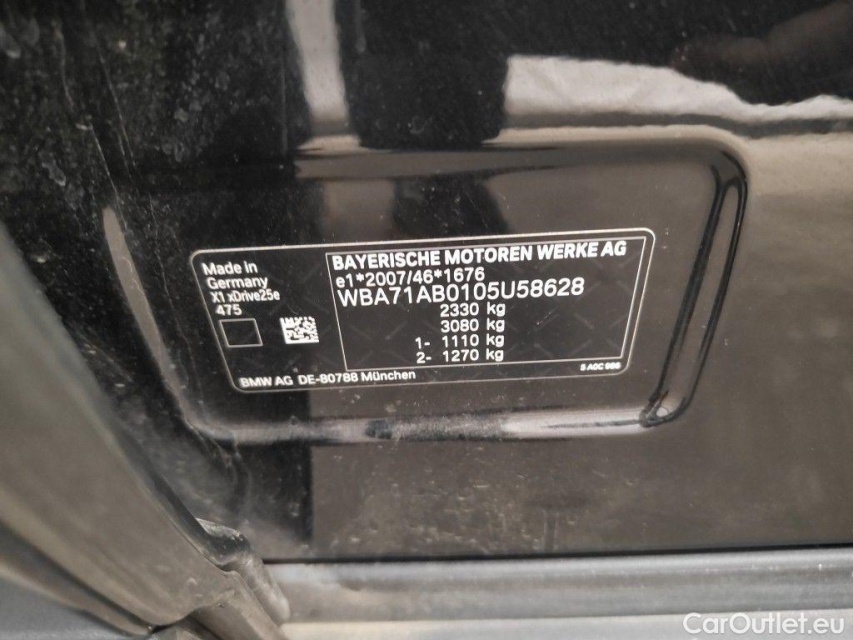 Made in
Germany
X1 xDrive25e
475
BAYERISCHE MOTOREN WERKE AG
e1*2007/46*1676
WBA71AB0105U58628
2330 kg
3080 kg
1- 1110 kg
2- 1270 kg
BMW AG DE-80788 München
CarOutlet.eu